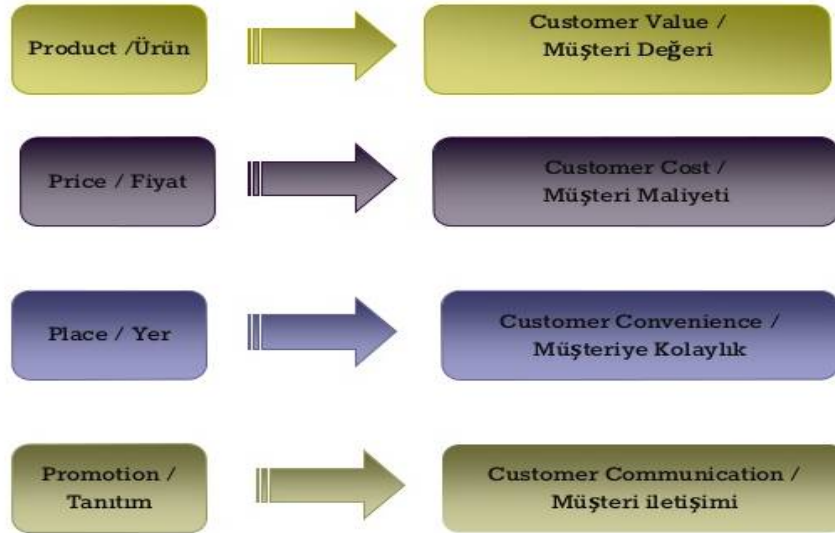 Product /Ürün
Customer Value /
Müşteri Değeri
Price / Fiyat
Customer Cost /
Müşteri Maliyeti
Place / Yer
Customer Convenience /
Müşteriye Kolaylık
Promotion /
Tanıtım
Customer Communication /
Müşteri iletişimi